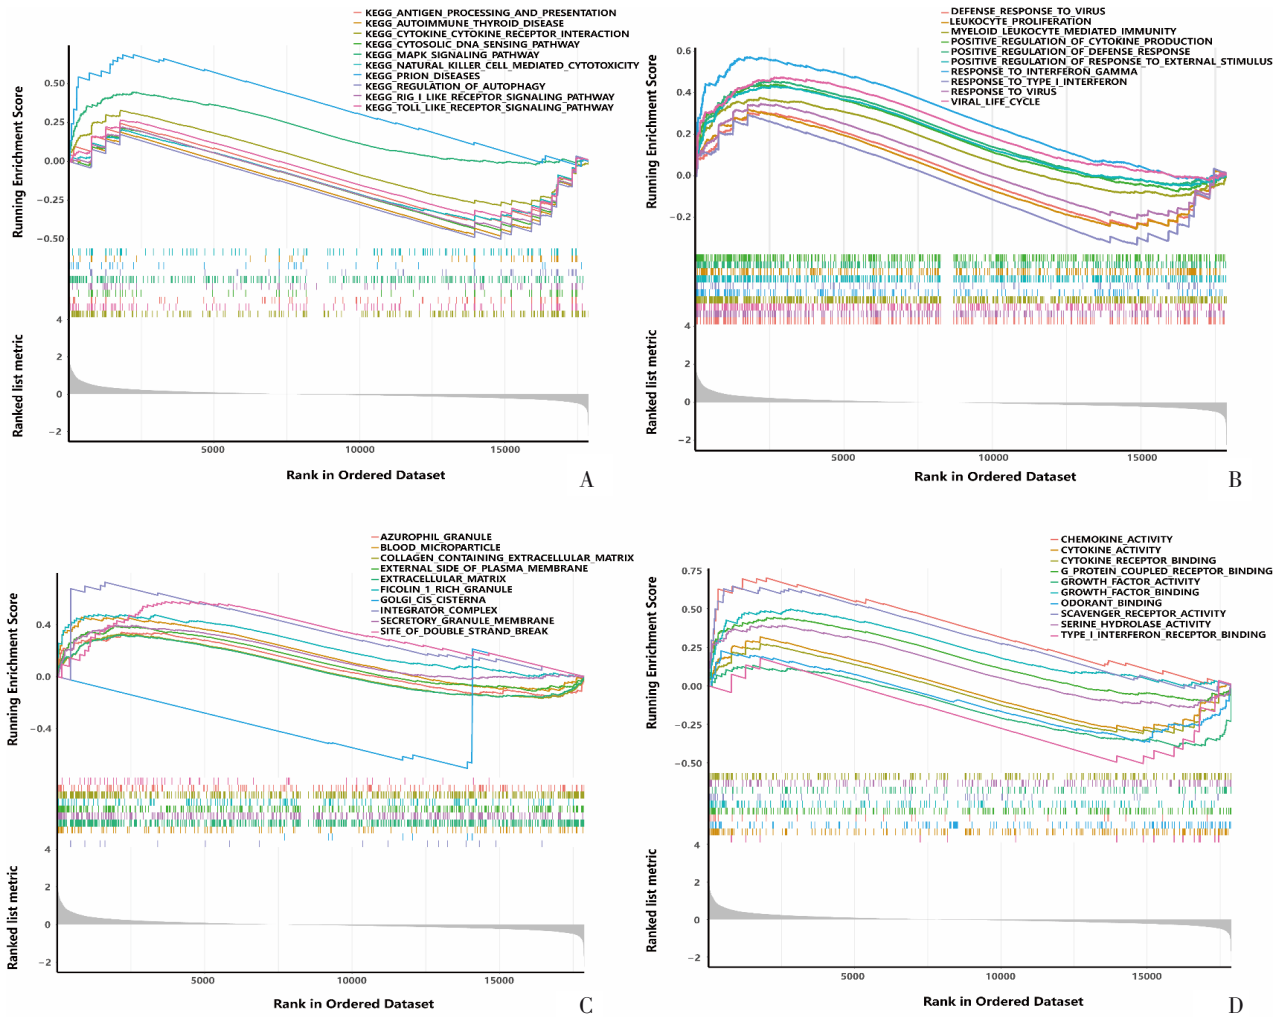 KEGG_ANTIGEN_PROCESSING_AND_PRESENTATION
KEGG_AUTOIMMUNE_THYROID_DISEASE
KEGG_CYTOKINE_CYTOKINE_RECEPTOR_INTERACTION
KEGG_CYTOSOLIC_DNA_SENSING_PATHWAY
KEGG_MAPK_SIGNALING_PATHWAY
KEGG_NATURAL_KILLER_CELL_MEDIATED_CYTOTOXICITY
KEGG_PRION_DISEASES
KEGG_REGULATION_OF_AUTOPHAGY
KEGG_RIG_I_LIKE_RECEPTOR_SIGNALING_PATHWAY
KEGG_TOLL_LIKE_RECEPTOR_SIGNALING_PATHWAY
Running Enrichment Score
0.50
0.25
0.00
−0.25
−0.50
Ranked list metric
4
2
0
−2
5000
10000
15000
Rank in Ordered Dataset
A
DEFENSE_RESPONSE_TO_VIRUS
LEUKOCYTE_PROLIFERATION
MYELOID_LEUKOCYTE_MEDIATED_IMMUNITY
POSITIVE_REGULATION_OF_CYTOKINE_PRODUCTION
POSITIVE_REGULATION_OF_DEFENSE_RESPONSE
POSITIVE_REGULATION_OF_RESPONSE_TO_EXTERNAL_STIMULUS
RESPONSE_TO_INTERFERON_GAMMA
RESPONSE_TO_TYPE_I_INTERFERON
RESPONSE_TO_VIRUS
VIRAL_LIFE_CYCLE
Running Enrichment Score
0.6
0.4
0.2
0.0
−0.2
Ranked list metric
4
2
0
−2
5000
10000
15000
Rank in Ordered Dataset
B
AZUROPHIL_GRANULE
BLOOD_MICROPARTICLE
COLLAGEN_CONTAINING_EXTRACELLULAR_MATRIX
EXTERNAL_SIDE_OF_PLASMA_MEMBRANE
EXTRACELLULAR_MATRIX
FICOLIN_1_RICH_GRANULE
GOLGI_CIS_CISTERNA
INTEGRATOR_COMPLEX
SECRETORY_GRANULE_MEMBRANE
SITE_OF_DOUBLE_STRAND_BREAK
Running Enrichment Score
0.4
0.0
−0.4
Ranked list metric
4
2
0
−2
5000
10000
15000
Rank in Ordered Dataset
C
CHEMOKINE_ACTIVITY
CYTOKINE_ACTIVITY
CYTOKINE_RECEPTOR_BINDING
G_PROTEIN_COUPLED_RECEPTOR_BINDING
GROWTH_FACTOR_ACTIVITY
GROWTH_FACTOR_BINDING
ODORANT_BINDING
SCAVENGER_RECEPTOR_ACTIVITY
SERINE_HYDROLASE_ACTIVITY
TYPE_I_INTERFERON_RECEPTOR_BINDING
Running Enrichment Score
0.75
0.50
0.25
0.00
−0.25
−0.50
Ranked list metric
4
2
0
−2
5000
10000
15000
Rank in Ordered Dataset
D